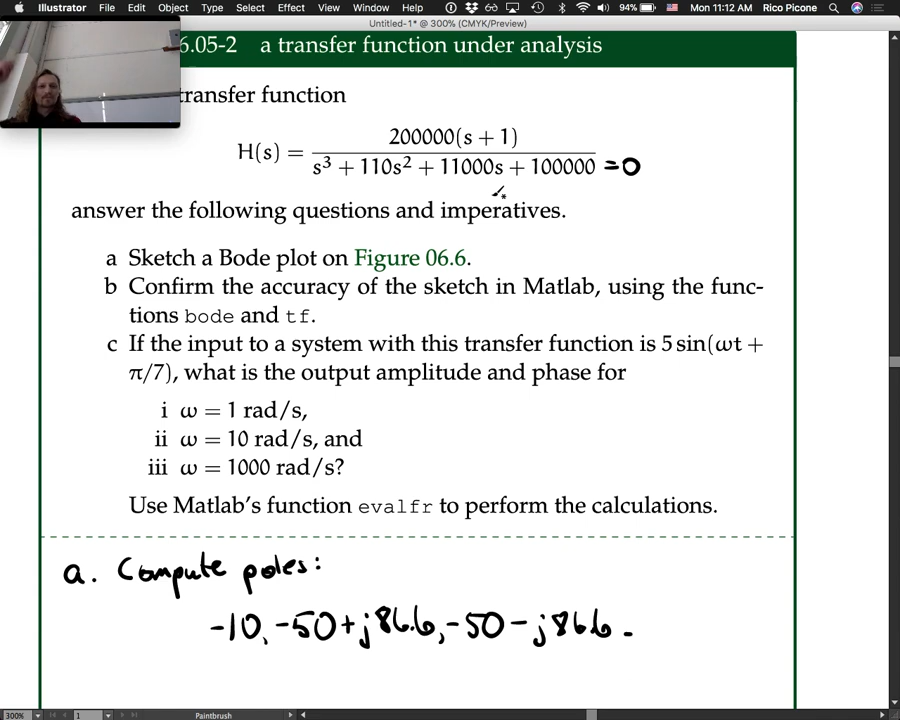 Illustrator File Edit Object Type Select Effect View Window Help 94% Mon 11:12 AM Rico Picone
Untitled-1* @ 300% (CMYK/Preview)
6.05-2 a transfer function under analysis
transfer function
H(s) = 200000(s + 1)
s³ + 110s² + 11000s + 100000 =0
answer the following questions and imperatives.
a Sketch a Bode plot on Figure 06.6.
b Confirm the accuracy of the sketch in Matlab, using the func-
tions bode and tf.
c If the input to a system with this transfer function is 5 sin(ωt +
π/7), what is the output amplitude and phase for
i ω = 1 rad/s,
ii ω = 10 rad/s, and
iii ω = 1000 rad/s?
Use Matlab's function evalfr to perform the calculations.
a. Compute poles:
-10, -50+j86.6, -50-j86.6.
300% 1 Paintbrush